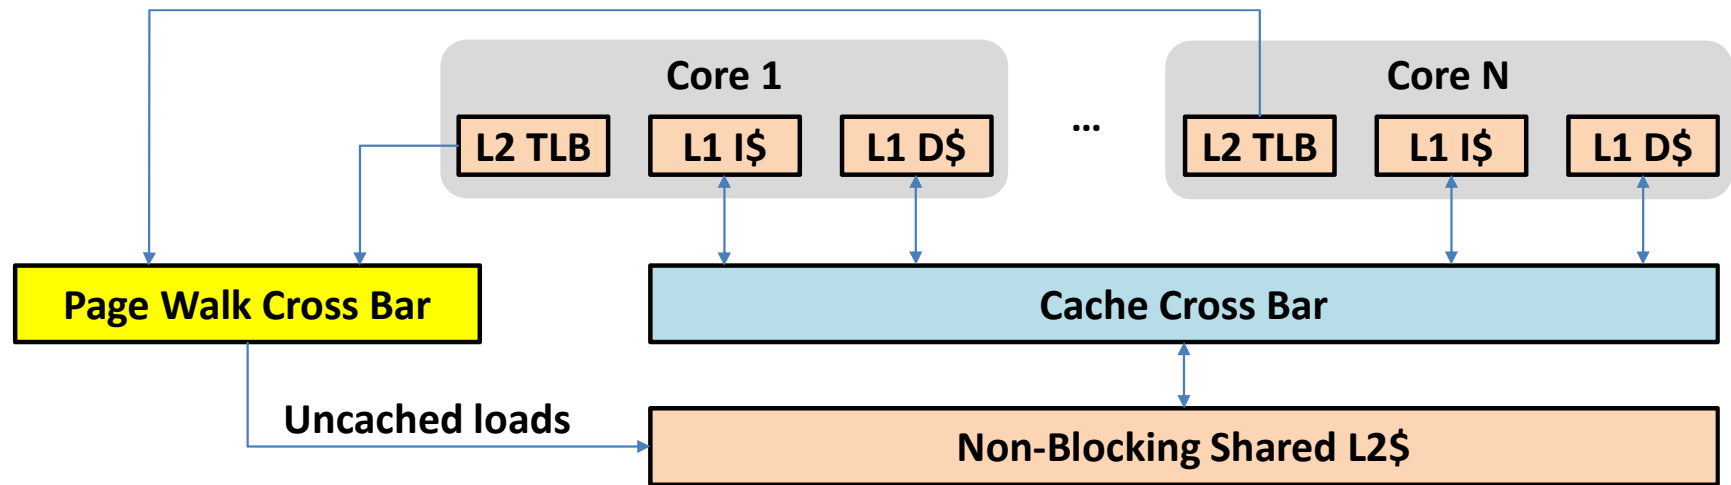 Core 1
Core N
L2 TLB
L1 I$
L1 D$
...
L2 TLB
L1 I$
L1 D$
Page Walk Cross Bar
Cache Cross Bar
Uncached loads
Non-Blocking Shared L2$